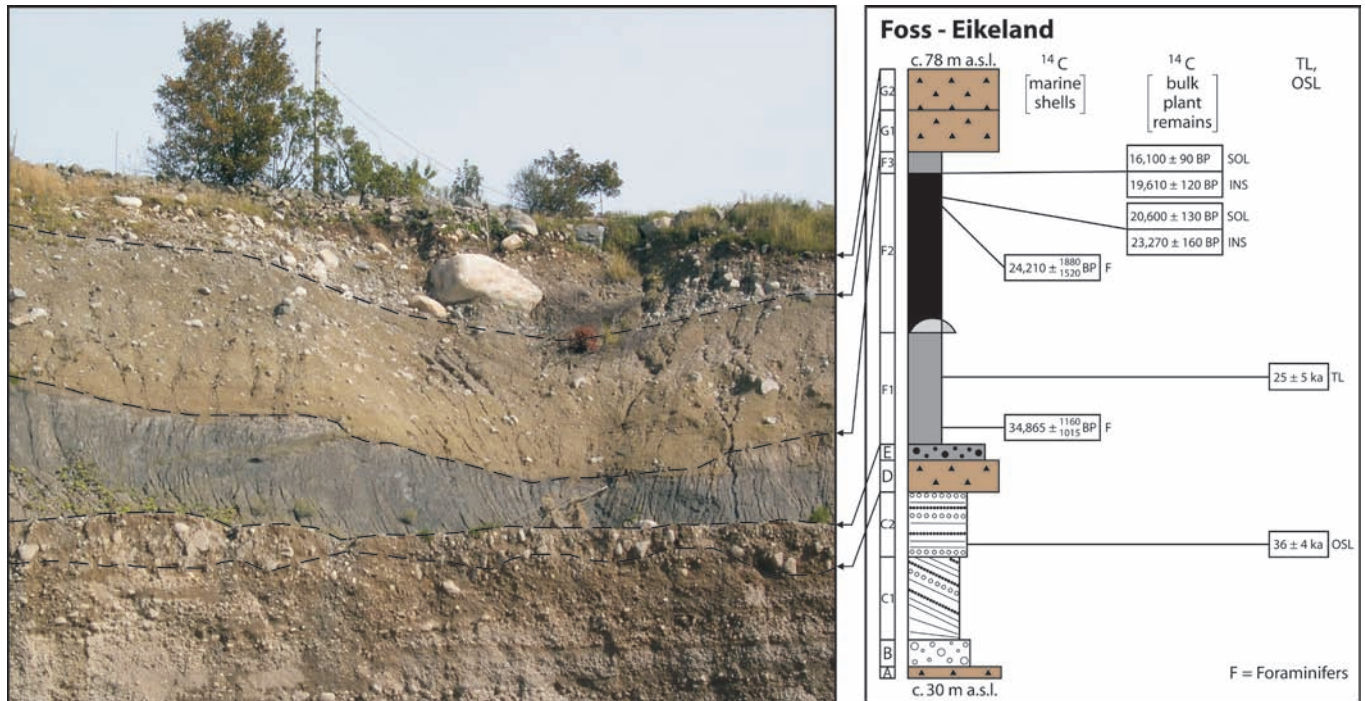 Foss - Eikeland
c. 78 m a.s.l.
14 C
[marine
shells]
14 C
[bulk
plant
remains]
TL,
OSL
G2
G1
F3
F2
F1
E
D
C2
C1
B
A
16,100 ± 90 BP SOL
19,610 ± 120 BP INS
20,600 ± 130 BP SOL
23,270 ± 160 BP INS
24,210 ± 1880 1520 BP F
25 ± 5 ka TL
34,865 ± 1160 1015 BP F
36 ± 4 ka OSL
c. 30 m a.s.l.
F = Foraminifers